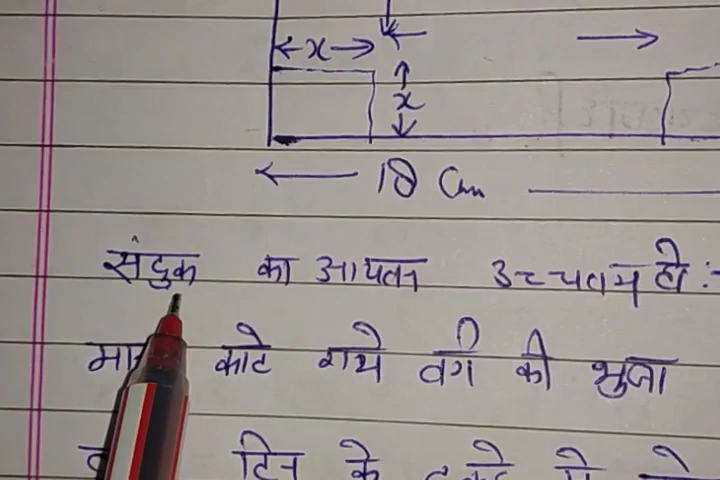 x
x
18 Cm
संदुक का आयतन उच्चतम हो :-
काटे गये वर्ग की भुजा
टिन के